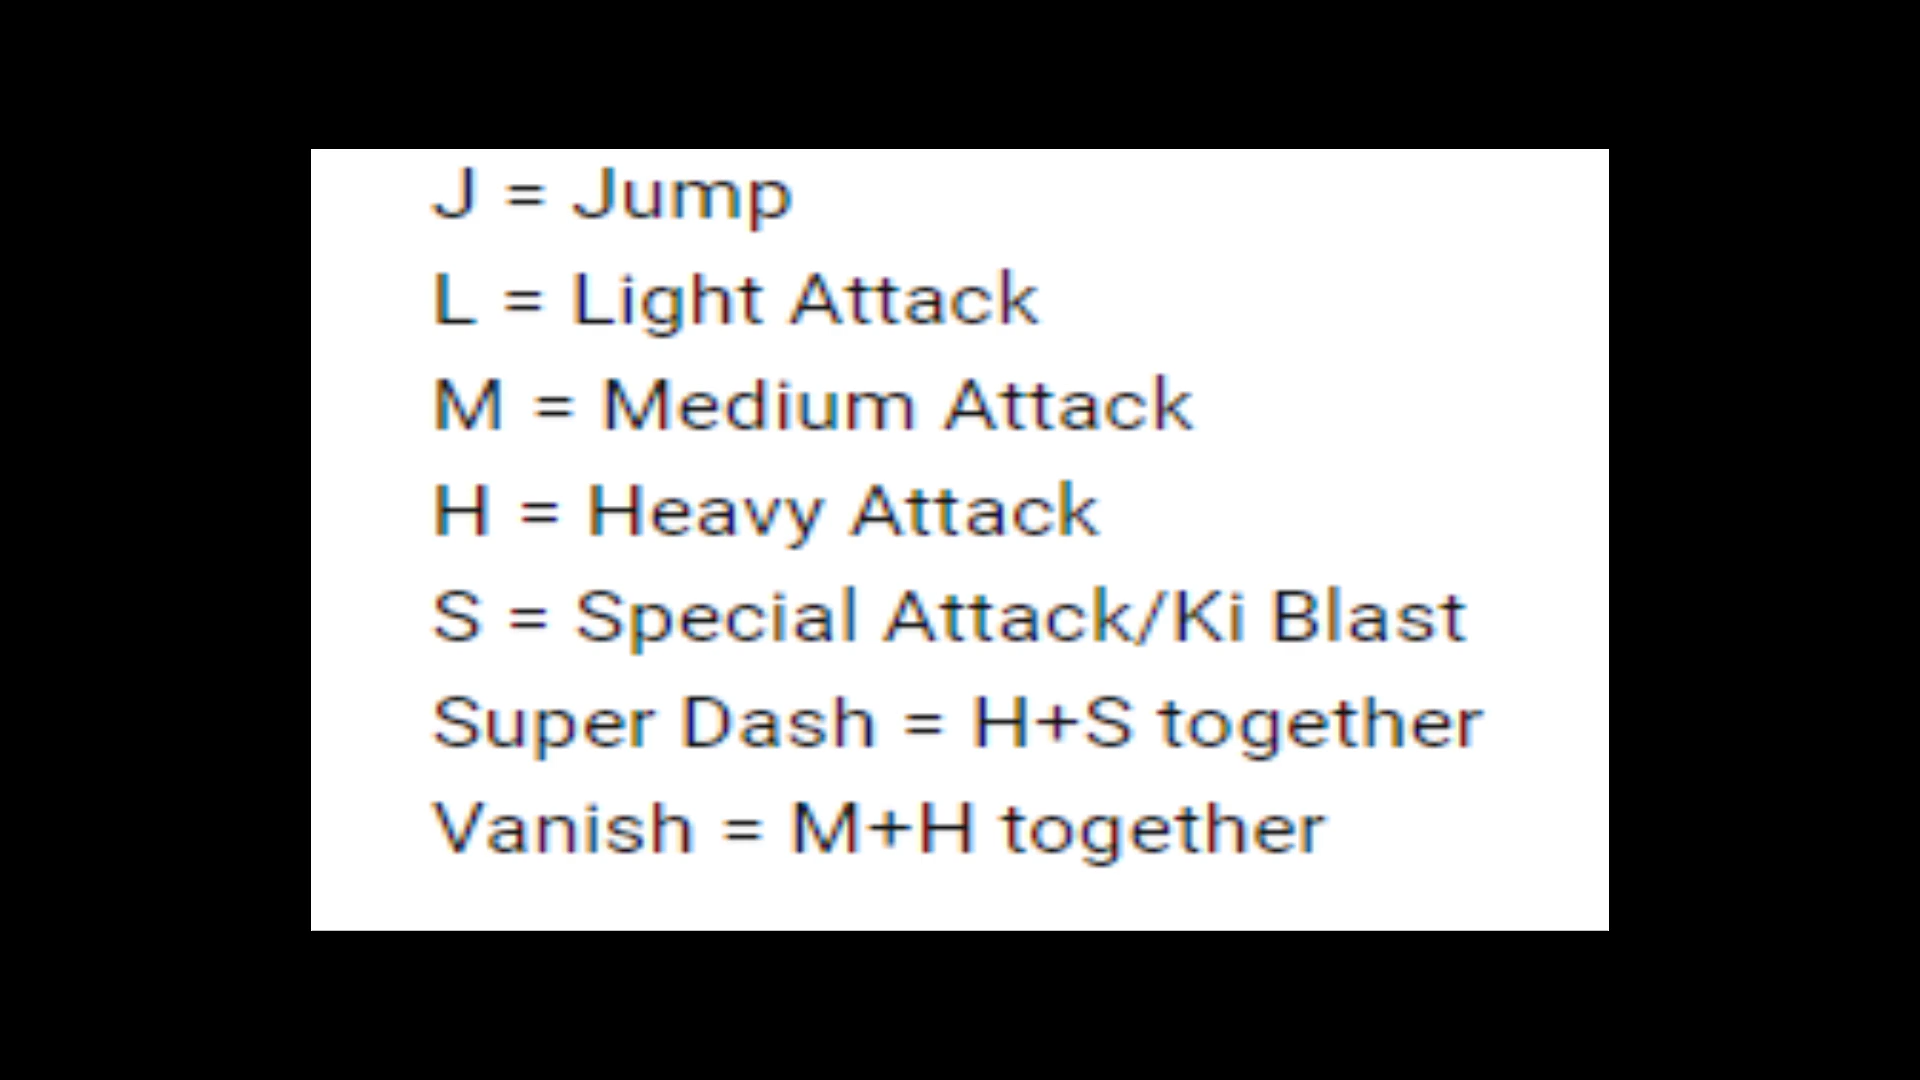 J = Jump
L = Light Attack
M = Medium Attack
H = Heavy Attack
S = Special Attack/Ki Blast
Super Dash = H+S together
Vanish = M+H together